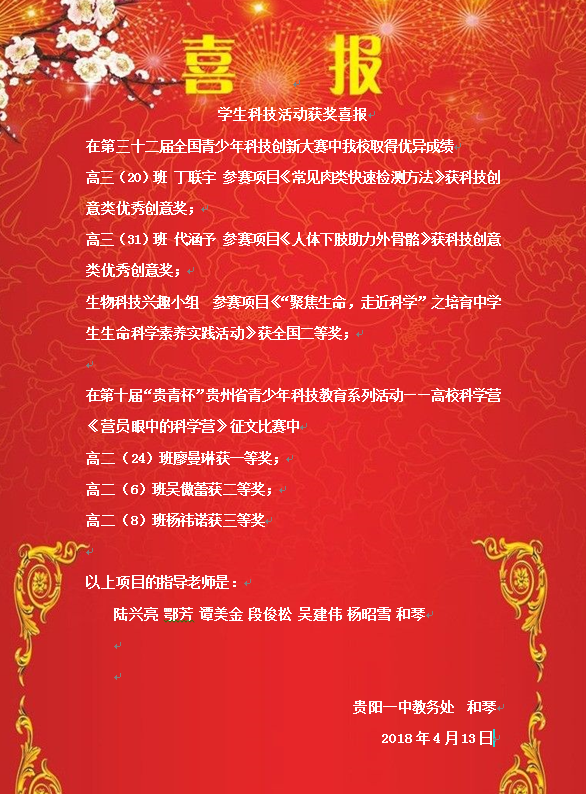 喜 报
学生科技活动获奖喜报
在第三十二届全国青少年科技创新大赛中我校取得优异成绩
高三（20）班 丁联宇 参赛项目《常见肉类快速检测方法》获科技创
意类优秀创意奖；
高三（31）班 代涵予 参赛项目《人体下肢助力外骨骼》获科技创意
类优秀创意奖；
生物科技兴趣小组 参赛项目《“聚焦生命，走近科学”之培育中学
生生命科学素养实践活动》获全国二等奖；
在第十届“贵青杯”贵州省青少年科技教育系列活动——高校科学营
《营员眼中的科学营》征文比赛中
高二（24）班廖曼琳获一等奖；
高二（6）班吴傲蕾获二等奖；
高二（8）班杨祎诺获三等奖
以上项目的指导老师是：
陆兴亮 鄂芳 谭美金 段俊松 吴建伟 杨昭雪 和琴
贵阳一中教务处 和琴
2018 年 4 月 13 日